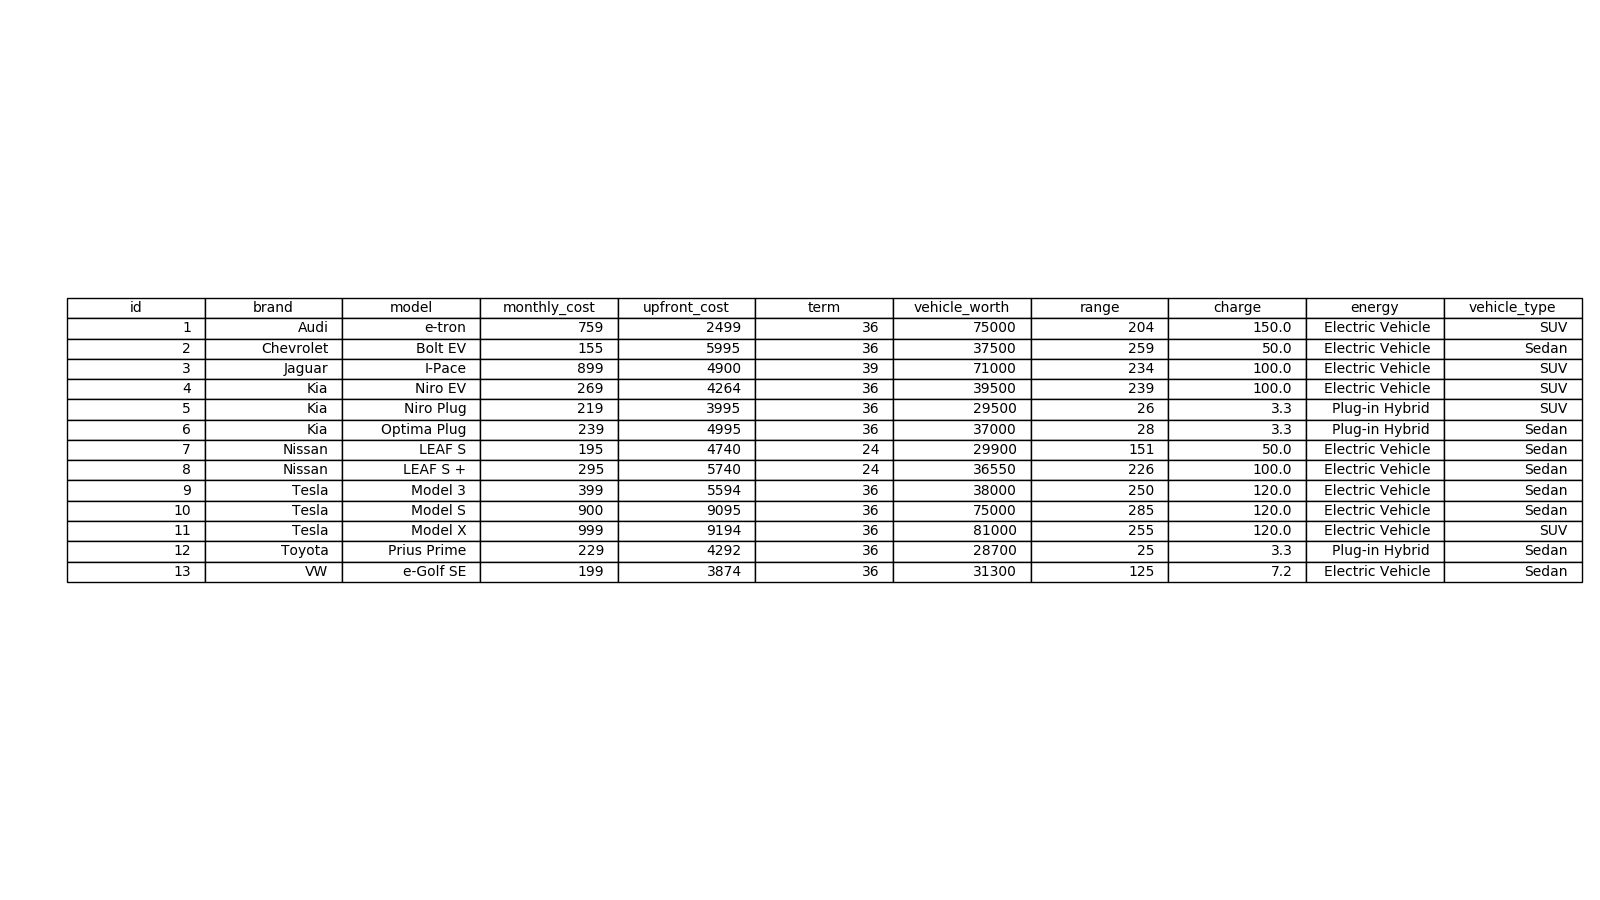 id brand model monthly_cost upfront_cost term vehicle_worth range charge energy vehicle_type
1 Audi e-tron 759 2499 36 75000 204 150.0 Electric Vehicle SUV
2 Chevrolet Bolt EV 155 5995 36 37500 259 50.0 Electric Vehicle Sedan
3 Jaguar I-Pace 899 4900 39 71000 234 100.0 Electric Vehicle SUV
4 Kia Niro EV 269 4264 36 39500 239 100.0 Electric Vehicle SUV
5 Kia Niro Plug 219 3995 36 29500 26 3.3 Plug-in Hybrid SUV
6 Kia Optima Plug 239 4995 36 37000 28 3.3 Plug-in Hybrid Sedan
7 Nissan LEAF S 195 4740 24 29900 151 50.0 Electric Vehicle Sedan
8 Nissan LEAF S + 295 5740 24 36550 226 100.0 Electric Vehicle Sedan
9 Tesla Model 3 399 5594 36 38000 250 120.0 Electric Vehicle Sedan
10 Tesla Model S 900 9095 36 75000 285 120.0 Electric Vehicle Sedan
11 Tesla Model X 999 9194 36 81000 255 120.0 Electric Vehicle SUV
12 Toyota Prius Prime 229 4292 36 28700 25 3.3 Plug-in Hybrid Sedan
13 VW e-Golf SE 199 3874 36 31300 125 7.2 Electric Vehicle Sedan